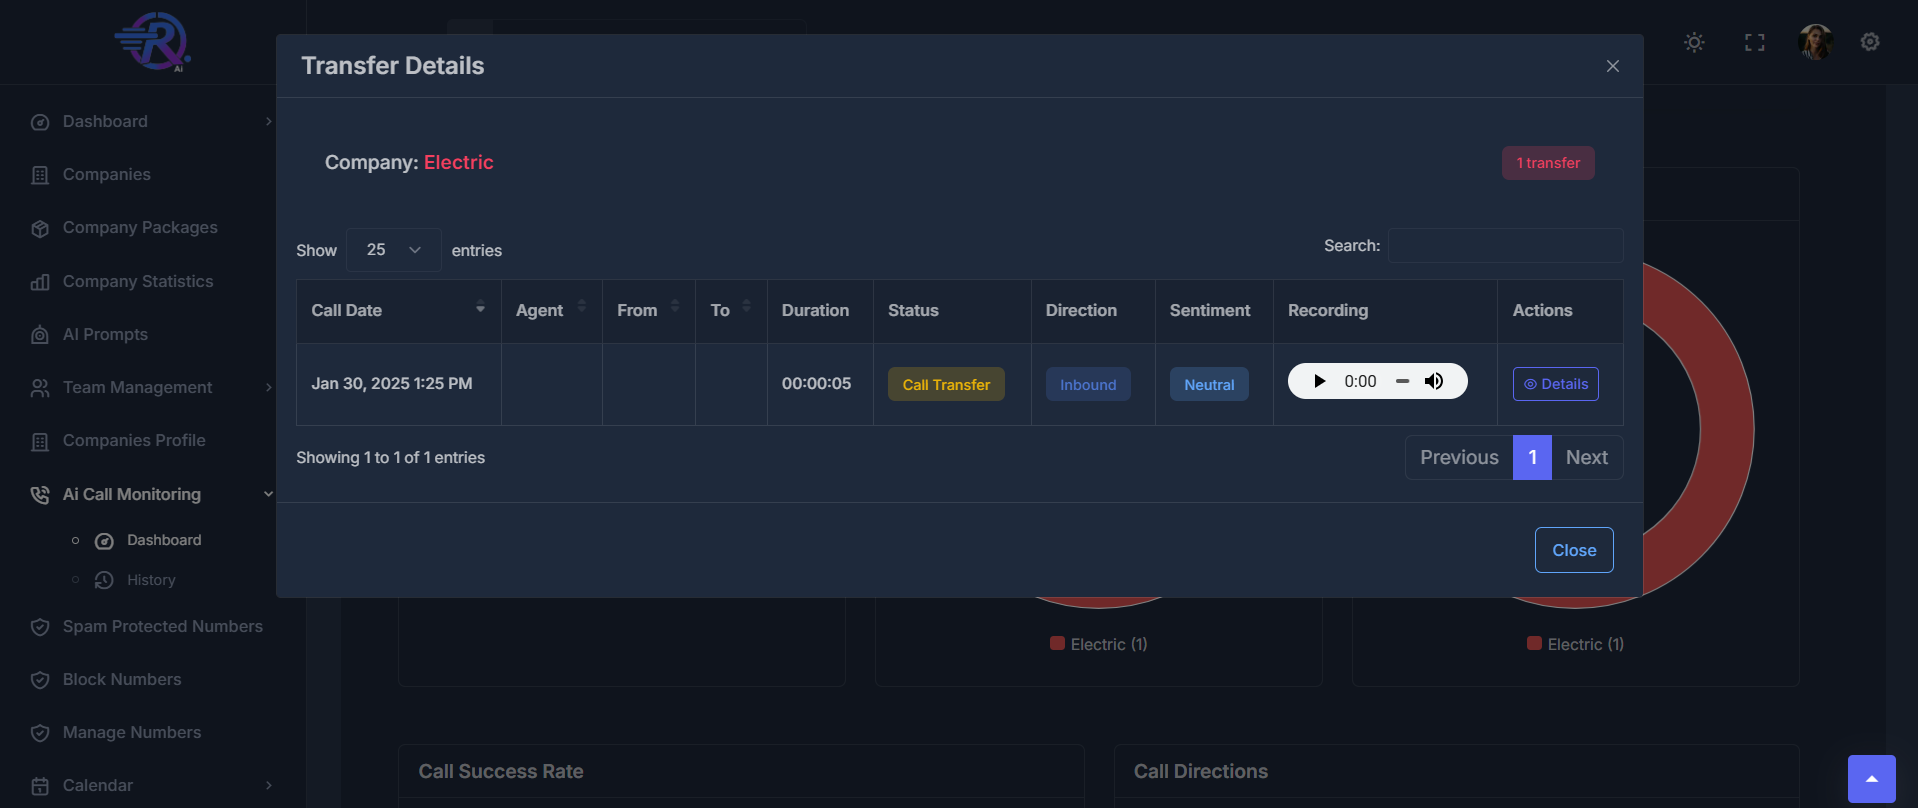 R
Ai
Transfer Details
Dashboard
Companies
Company Packages
Company Statistics
AI Prompts
Team Management
Companies Profile
Ai Call Monitoring
Dashboard
History
Spam Protected Numbers
Block Numbers
Manage Numbers
Calendar
Company: Electric
1 transfer
Show 25 entries
Search:
Call Date Agent From To Duration Status Direction Sentiment Recording Actions
Jan 30, 2025 1:25 PM 00:00:05 Call Transfer Inbound Neutral 0:00 Details
Showing 1 to 1 of 1 entries
Previous 1 Next
Close
Electric (1)
Electric (1)
Call Success Rate
Call Directions